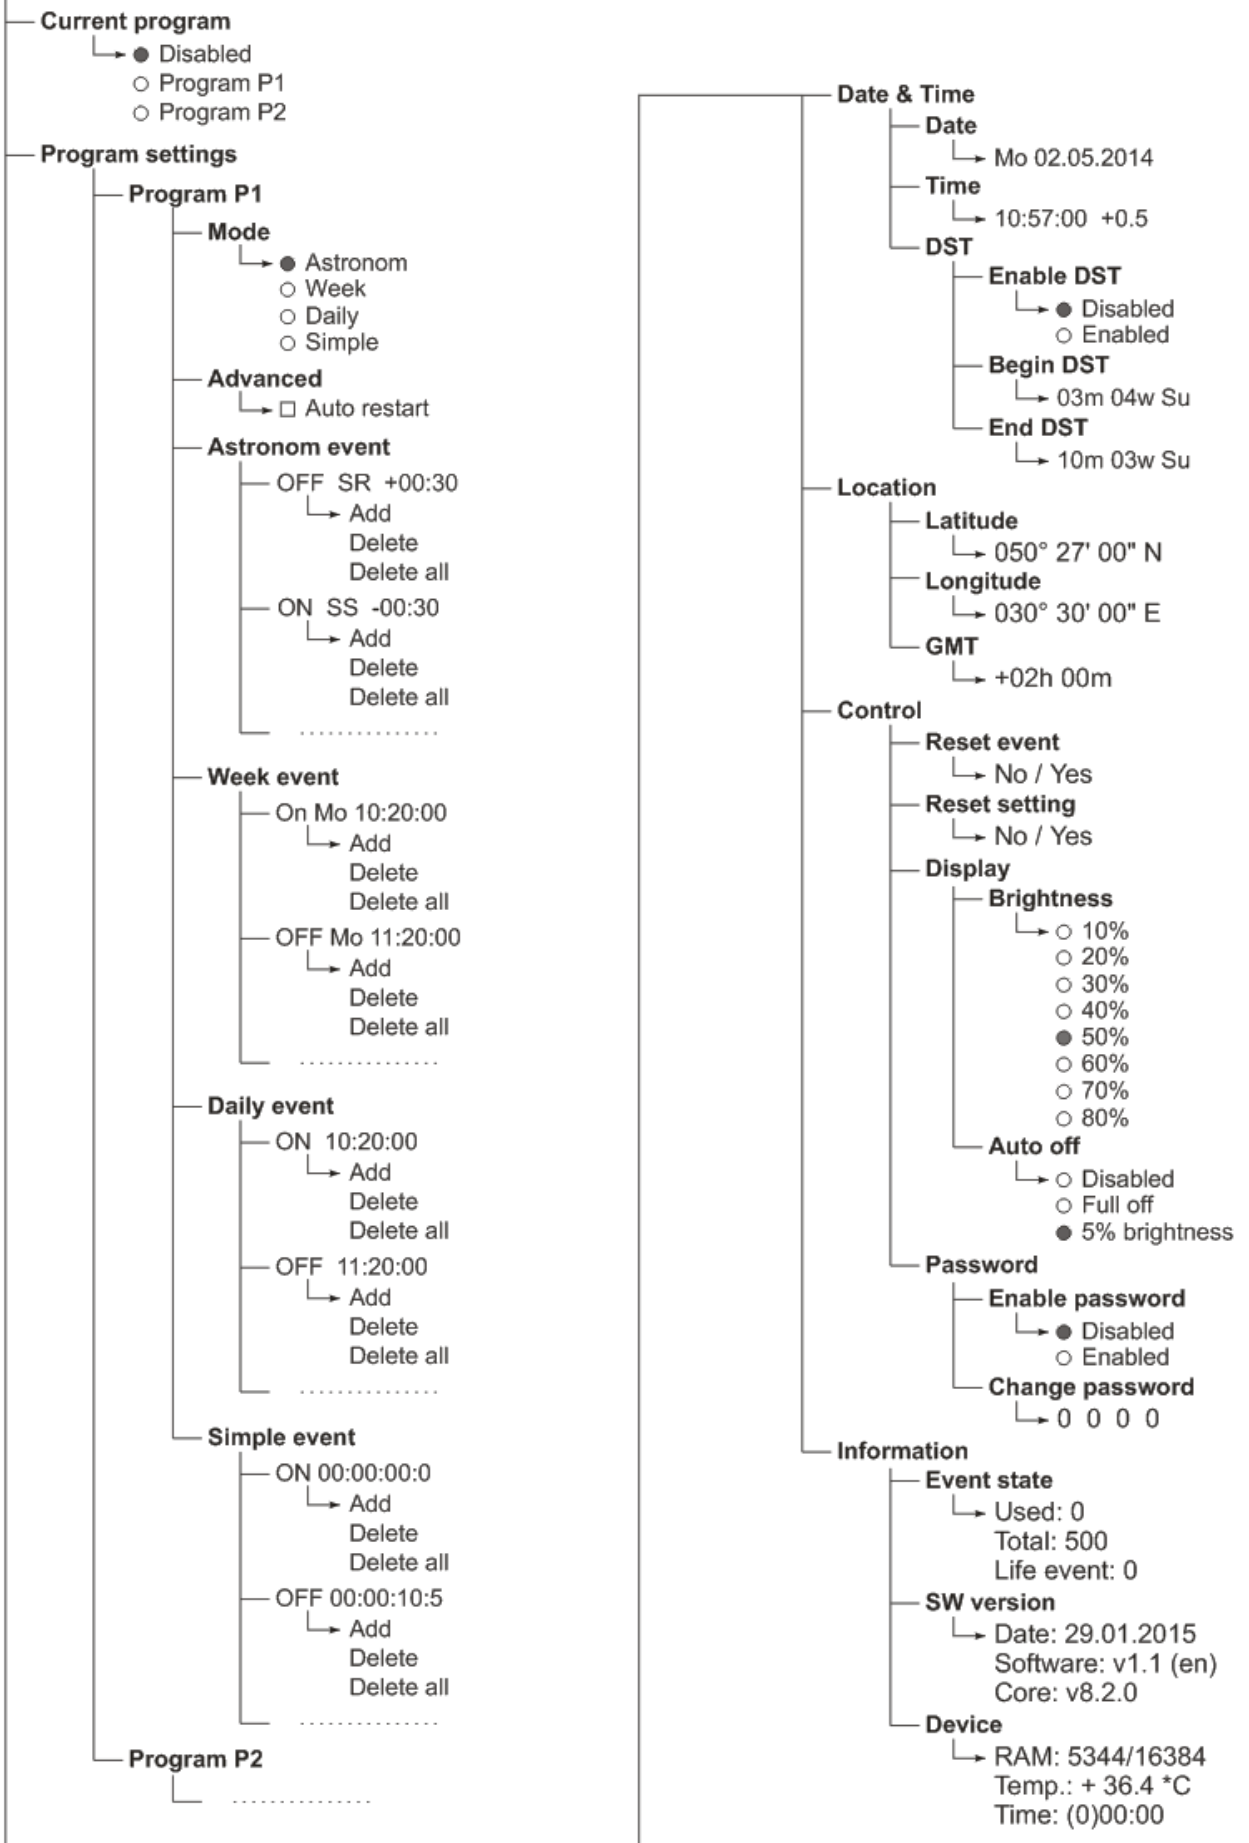 Current program
Disabled
Program P1
Program P2
Program settings
Program P1
Mode
Astronom
Week
Daily
Simple
Advanced
Auto restart
Astronom event
OFF SR +00:30
Add
Delete
Delete all
ON SS -00:30
Add
Delete
Delete all
Week event
On Mo 10:20:00
Add
Delete
Delete all
OFF Mo 11:20:00
Add
Delete
Delete all
Daily event
ON 10:20:00
Add
Delete
Delete all
OFF 11:20:00
Add
Delete
Delete all
Simple event
ON 00:00:00:0
Add
Delete
Delete all
OFF 00:00:10:5
Add
Delete
Delete all
Program P2
Date & Time
Date
Mo 02.05.2014
Time
10:57:00 +0.5
DST
Enable DST
Disabled
Enabled
Begin DST
03m 04w Su
End DST
10m 03w Su
Location
Latitude
050° 27' 00" N
Longitude
030° 30' 00" E
GMT
+02h 00m
Control
Reset event
No / Yes
Reset setting
No / Yes
Display
Brightness
10%
20%
30%
40%
50%
60%
70%
80%
Auto off
Disabled
Full off
5% brightness
Password
Enable password
Disabled
Enabled
Change password
0 0 0 0
Information
Event state
Used: 0
Total: 500
Life event: 0
SW version
Date: 29.01.2015
Software: v1.1 (en)
Core: v8.2.0
Device
RAM: 5344/16384
Temp.: + 36.4 *C
Time: (0)00:00